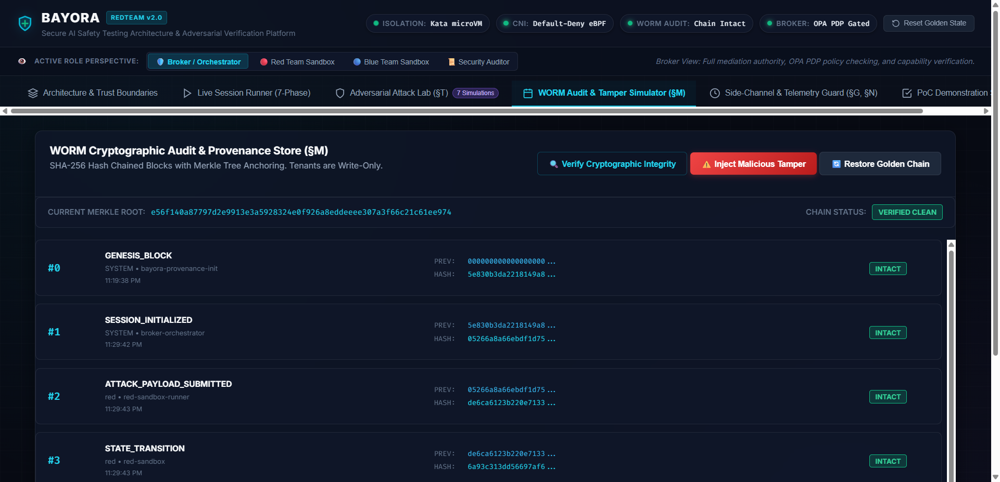 BAYORA REDTEAM v2.0
Secure AI Safety Testing Architecture & Adversarial Verification Platform
ISOLATION: Kata microVM
CNI: Default-Deny eBPF
WORM AUDIT: Chain Intact
BROKER: OPA PDP Gated
Reset Golden State
ACTIVE ROLE PERSPECTIVE:
Broker / Orchestrator
Red Team Sandbox
Blue Team Sandbox
Security Auditor
Broker View: Full mediation authority, OPA PDP policy checking, and capability verification.
Architecture & Trust Boundaries
Live Session Runner (7-Phase)
Adversarial Attack Lab (§T) 7 Simulations
WORM Audit & Tamper Simulator (§M)
Side-Channel & Telemetry Guard (§G, §N)
PoC Demonstration
WORM Cryptographic Audit & Provenance Store (§M)
SHA-256 Hash Chained Blocks with Merkle Tree Anchoring. Tenants are Write-Only.
Verify Cryptographic Integrity
Inject Malicious Tamper
Restore Golden Chain
CURRENT MERKLE ROOT: e56f140a87797d2e9913e3a5928324e0f926a8eddeeee307a3f66c21c61ee974
CHAIN STATUS: VERIFIED CLEAN
#0
GENESIS_BLOCK
SYSTEM • bayora-provenance-init
11:19:38 PM
PREV: 000000000000000000...
HASH: 5e830b3da2218149a8...
INTACT
#1
SESSION_INITIALIZED
SYSTEM • broker-orchestrator
11:29:42 PM
PREV: 5e830b3da2218149a8...
HASH: 05266a8a66ebdf1d75...
INTACT
#2
ATTACK_PAYLOAD_SUBMITTED
red • red-sandbox-runner
11:29:43 PM
PREV: 05266a8a66ebdf1d75...
HASH: de6ca6123b220e7133...
INTACT
#3
STATE_TRANSITION
red • red-sandbox
11:29:43 PM
PREV: de6ca6123b220e7133...
HASH: 6a93c313dd56697af6...
INTACT